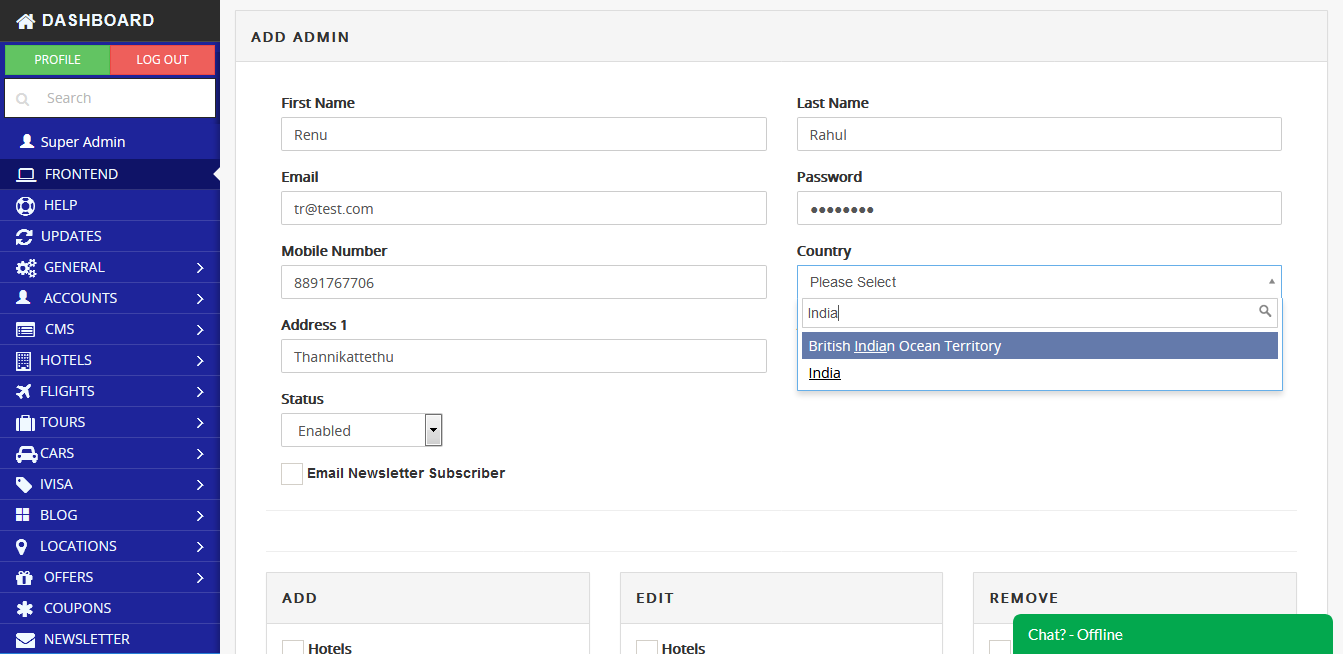 DASHBOARD
PROFILE
LOG OUT
Search
Super Admin
FRONTEND
HELP
UPDATES
GENERAL
ACCOUNTS
CMS
HOTELS
FLIGHTS
TOURS
CARS
IVISA
BLOG
LOCATIONS
OFFERS
COUPONS
NEWSLETTER
ADD ADMIN
First Name
Renu
Last Name
Rahul
Email
tr@test.com
Password
Mobile Number
8891767706
Country
Please Select
India
British Indian Ocean Territory
India
Address 1
Thannikattethu
Status
Enabled
Email Newsletter Subscriber
ADD
Hotels
EDIT
Hotels
REMOVE
Chat? - Offline